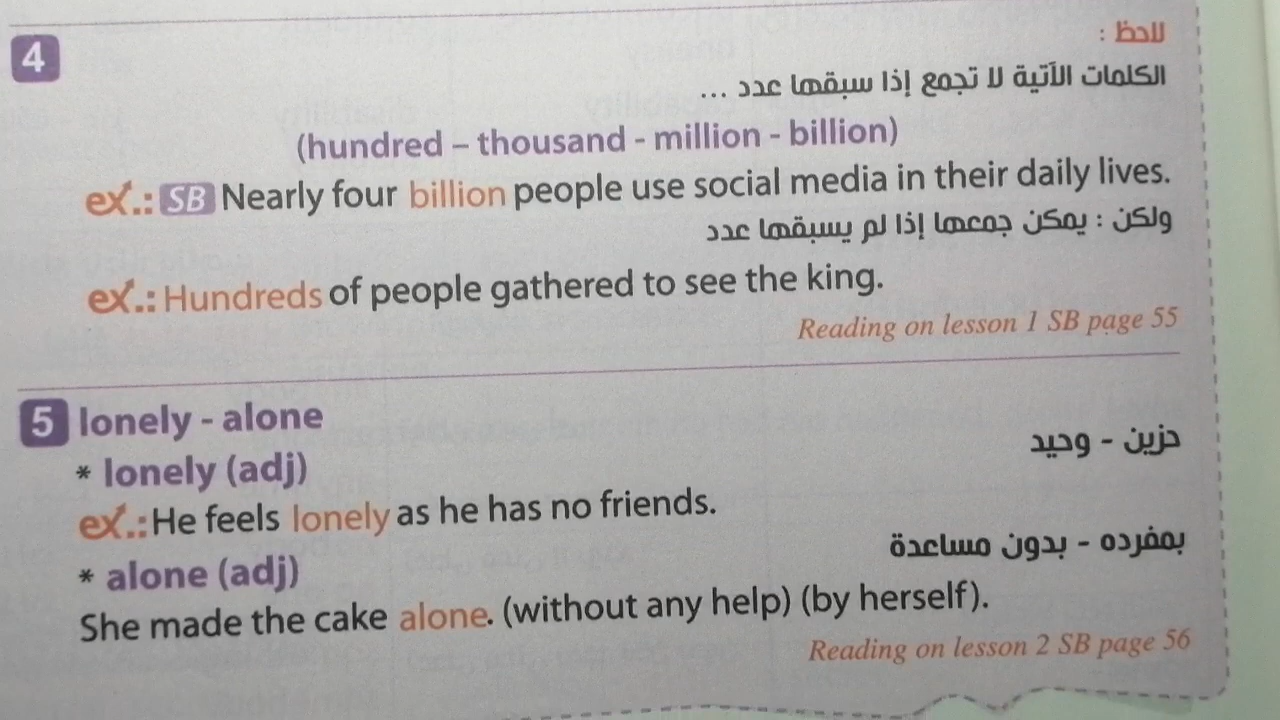 4
لاحظ :
الكلمات الآتية لا تجمع إذا سبقها عدد ...
(hundred – thousand - million - billion)
ex.: SB Nearly four billion people use social media in their daily lives.
ولكن : يمكن جمعها إذا لم يسبقها عدد
ex.: Hundreds of people gathered to see the king.
Reading on lesson 1 SB page 55
5 lonely - alone
* lonely (adj) حزين - وحيد
ex.: He feels lonely as he has no friends.
* alone (adj) بمفرده - بدون مساعدة
She made the cake alone. (without any help) (by herself).
Reading on lesson 2 SB page 56